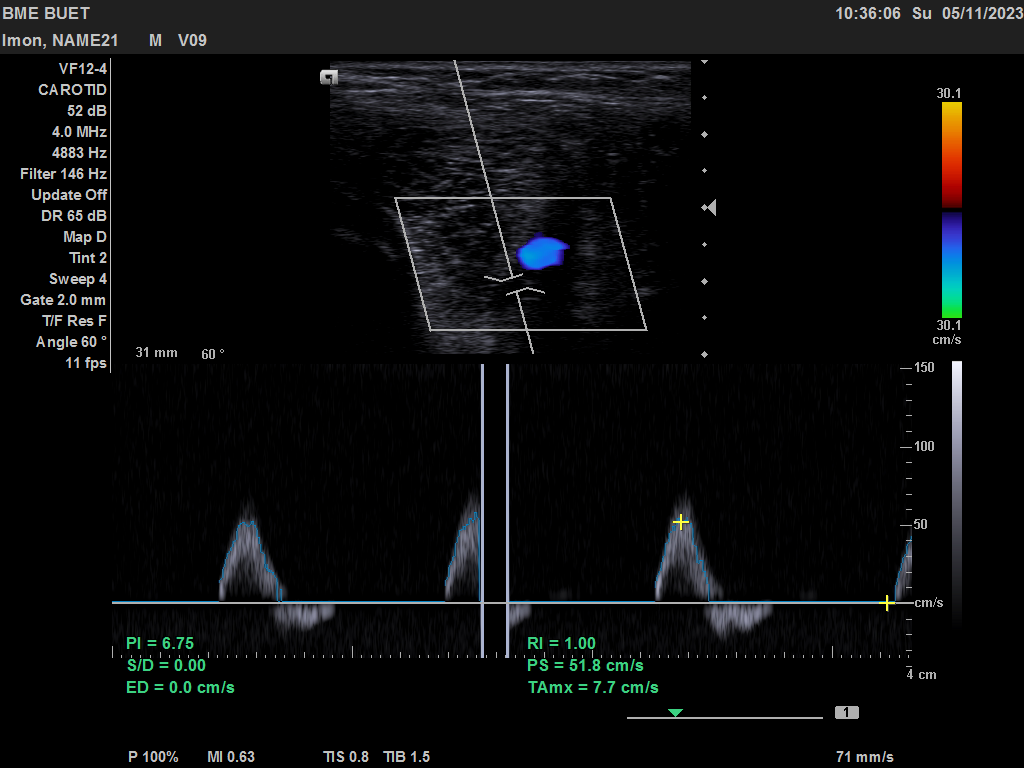 BME BUET
10:36:06 Su 05/11/2023
Imon, NAME21 M V09
VF12-4
CAROTID
52 dB
4.0 MHz
4883 Hz
Filter 146 Hz
Update Off
DR 65 dB
Map D
Tint 2
Sweep 4
Gate 2.0 mm
T/F Res F
Angle 60 °
11 fps
31 mm 60 °
30.1
30.1
cm/s
150
100
50
cm/s
4 cm
PI = 6.75
S/D = 0.00
ED = 0.0 cm/s
RI = 1.00
PS = 51.8 cm/s
TAmx = 7.7 cm/s
1
P 100% MI 0.63 TIS 0.8 TIB 1.5 71 mm/s